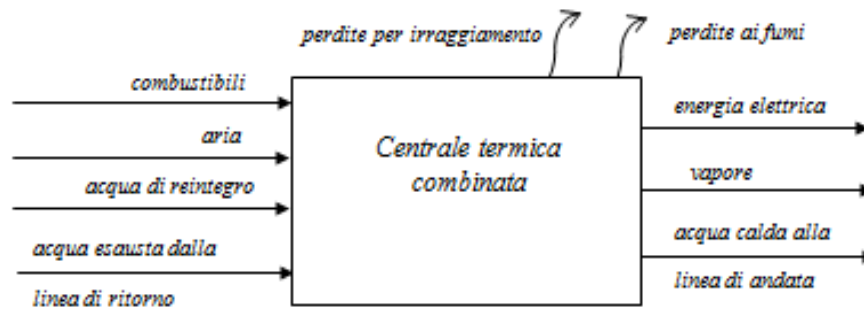 perdite per irraggiamento
perdite ai fumi
combustibili
aria
acqua di reintegro
acqua esausta dalla
linea di ritorno
Centrale termica
combinata
energia elettrica
vapore
acqua calda alla
linea di andata